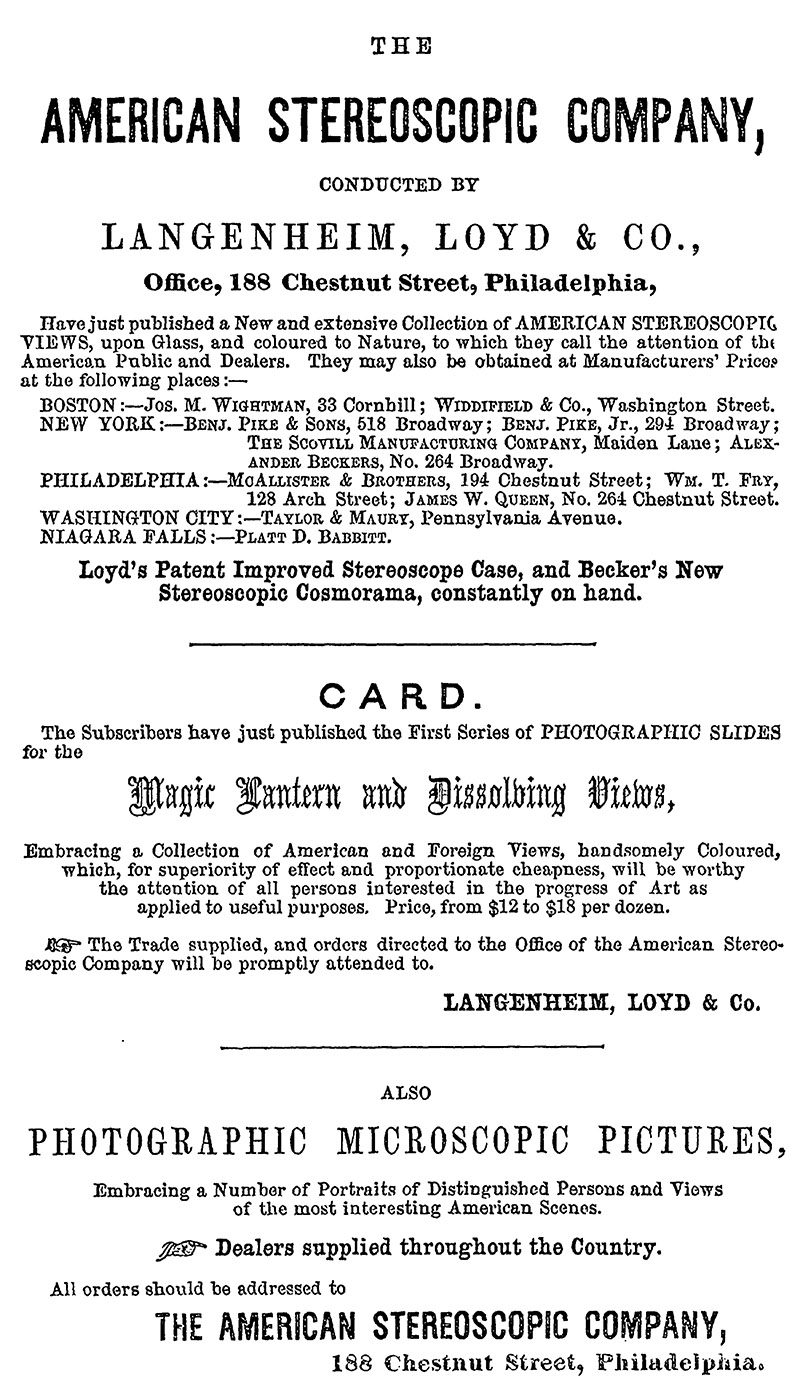 THE
AMERICAN STEREOSCOPIC COMPANY,
CONDUCTED BY
LANGENHEIM, LOYD & CO.,
Office, 188 Chestnut Street, Philadelphia,
Have just published a New and extensive Collection of AMERICAN STEREOSCOPIC
VIEWS, upon Glass, and coloured to Nature, to which they call the attention of the
American Public and Dealers. They may also be obtained at Manufacturers' Prices
at the following places:—
BOSTON:—Jos. M. Wightman, 33 Cornhill; Widdifield & Co., Washington Street.
NEW YORK:—Benj. Pike & Sons, 518 Broadway; Benj. Pike, Jr., 294 Broadway;
The Scovill Manufacturing Company, Maiden Lane; Alex-
ander Beckers, No. 264 Broadway.
PHILADELPHIA:—McAllister & Brothers, 194 Chestnut Street; Wm. T. Fry,
128 Arch Street; James W. Queen, No. 264 Chestnut Street.
WASHINGTON CITY:—Taylor & Maury, Pennsylvania Avenue.
NIAGARA FALLS:—Platt D. Babbitt.
Loyd's Patent Improved Stereoscope Case, and Becker's New
Stereoscopic Cosmorama, constantly on hand.
CARD.
The Subscribers have just published the First Series of PHOTOGRAPHIC SLIDES
for the
Magic Lantern and Dissolving Views,
Embracing a Collection of American and Foreign Views, handsomely Coloured,
which, for superiority of effect and proportionate cheapness, will be worthy
the attention of all persons interested in the progress of Art as
applied to useful purposes. Price, from $12 to $18 per dozen.
☞ The Trade supplied, and orders directed to the Office of the American Stereo-
scopic Company will be promptly attended to.
LANGENHEIM, LOYD & Co.
ALSO
PHOTOGRAPHIC MICROSCOPIC PICTURES,
Embracing a Number of Portraits of Distinguished Persons and Views
of the most interesting American Scenes.
☞ Dealers supplied throughout the Country.
All orders should be addressed to
THE AMERICAN STEREOSCOPIC COMPANY,
188 Chestnut Street, Philadelphia.